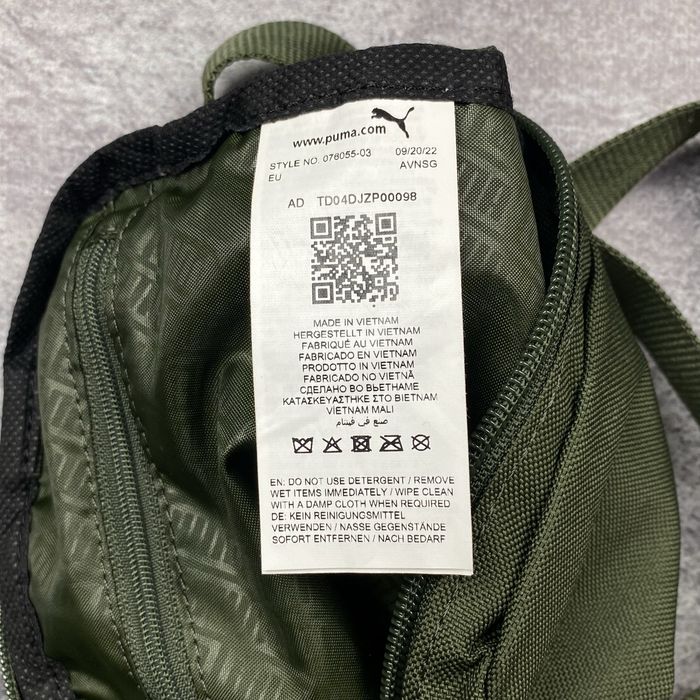 www.puma.com
STYLE NO. 076055-03 09/20/22
EU AVNSG
AD TD04DJZP00098
MADE IN VIETNAM
HERGESTELLT IN VIETNAM
FABRIQUÉ AU VIETNAM
FABRICADO EN VIETNAM
PRODOTTO IN VIETNAM
FABRICADO NO VIETNÃ
СДЕЛАНО ВО ВЬЕТНАМЕ
ΚΑΤΑΣΚΕΥΑΣΤΗΚΕ ΣΤΟ ΒΙΕΤΝΑΜ
VİETNAM MALI
صنع في فيتنام
EN: DO NOT USE DETERGENT / REMOVE
WET ITEMS IMMEDIATELY / WIPE CLEAN
WITH A DAMP CLOTH WHEN REQUIRED
DE: KEIN REINIGUNGSMITTEL
VERWENDEN / NASSE GEGENSTÄNDE
SOFORT ENTFERNEN / NACH BEDARF